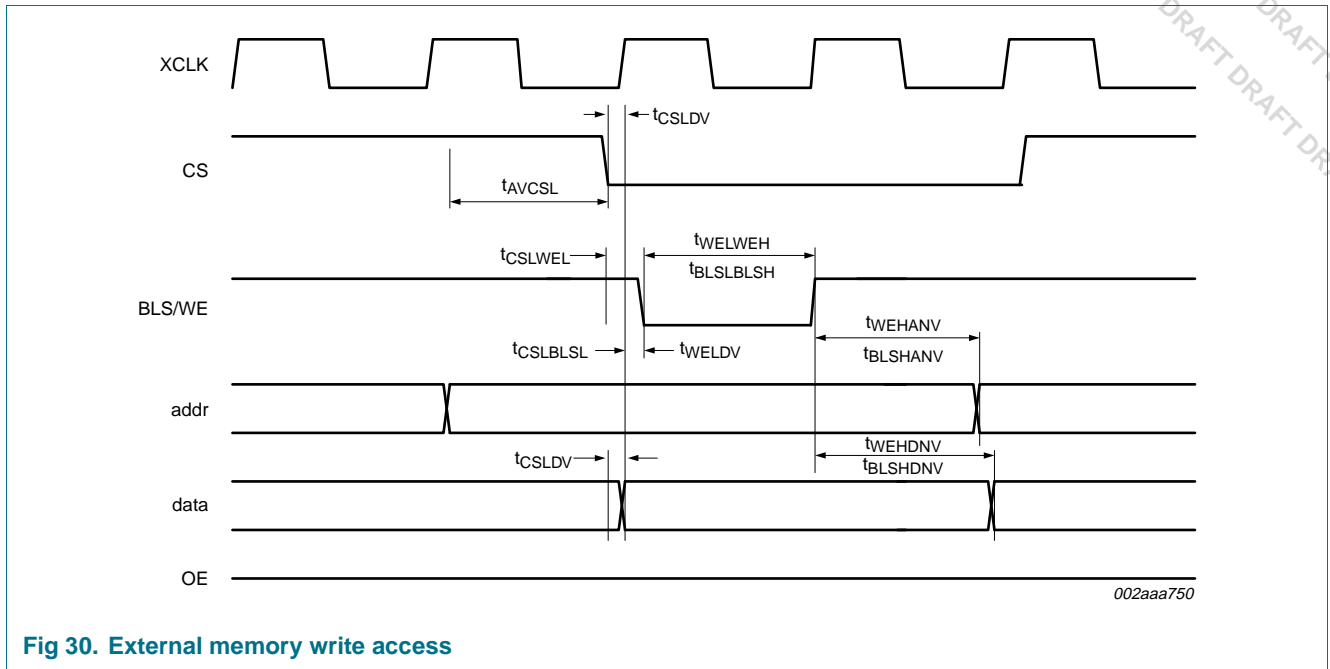 DRAFT DRAFT DR
DRAFT
XCLK
tCSLDV
CS
tAVCSL
tCSLWEL
tWELWEH
tBLSLBLSH
BLS/WE
tWEHANV
tCSLBLSL
tWELDV
tBLSHANV
addr
tWEHDNV
tCSLDV
tBLSHDNV
data
OE
002aaa750
Fig 30. External memory write access